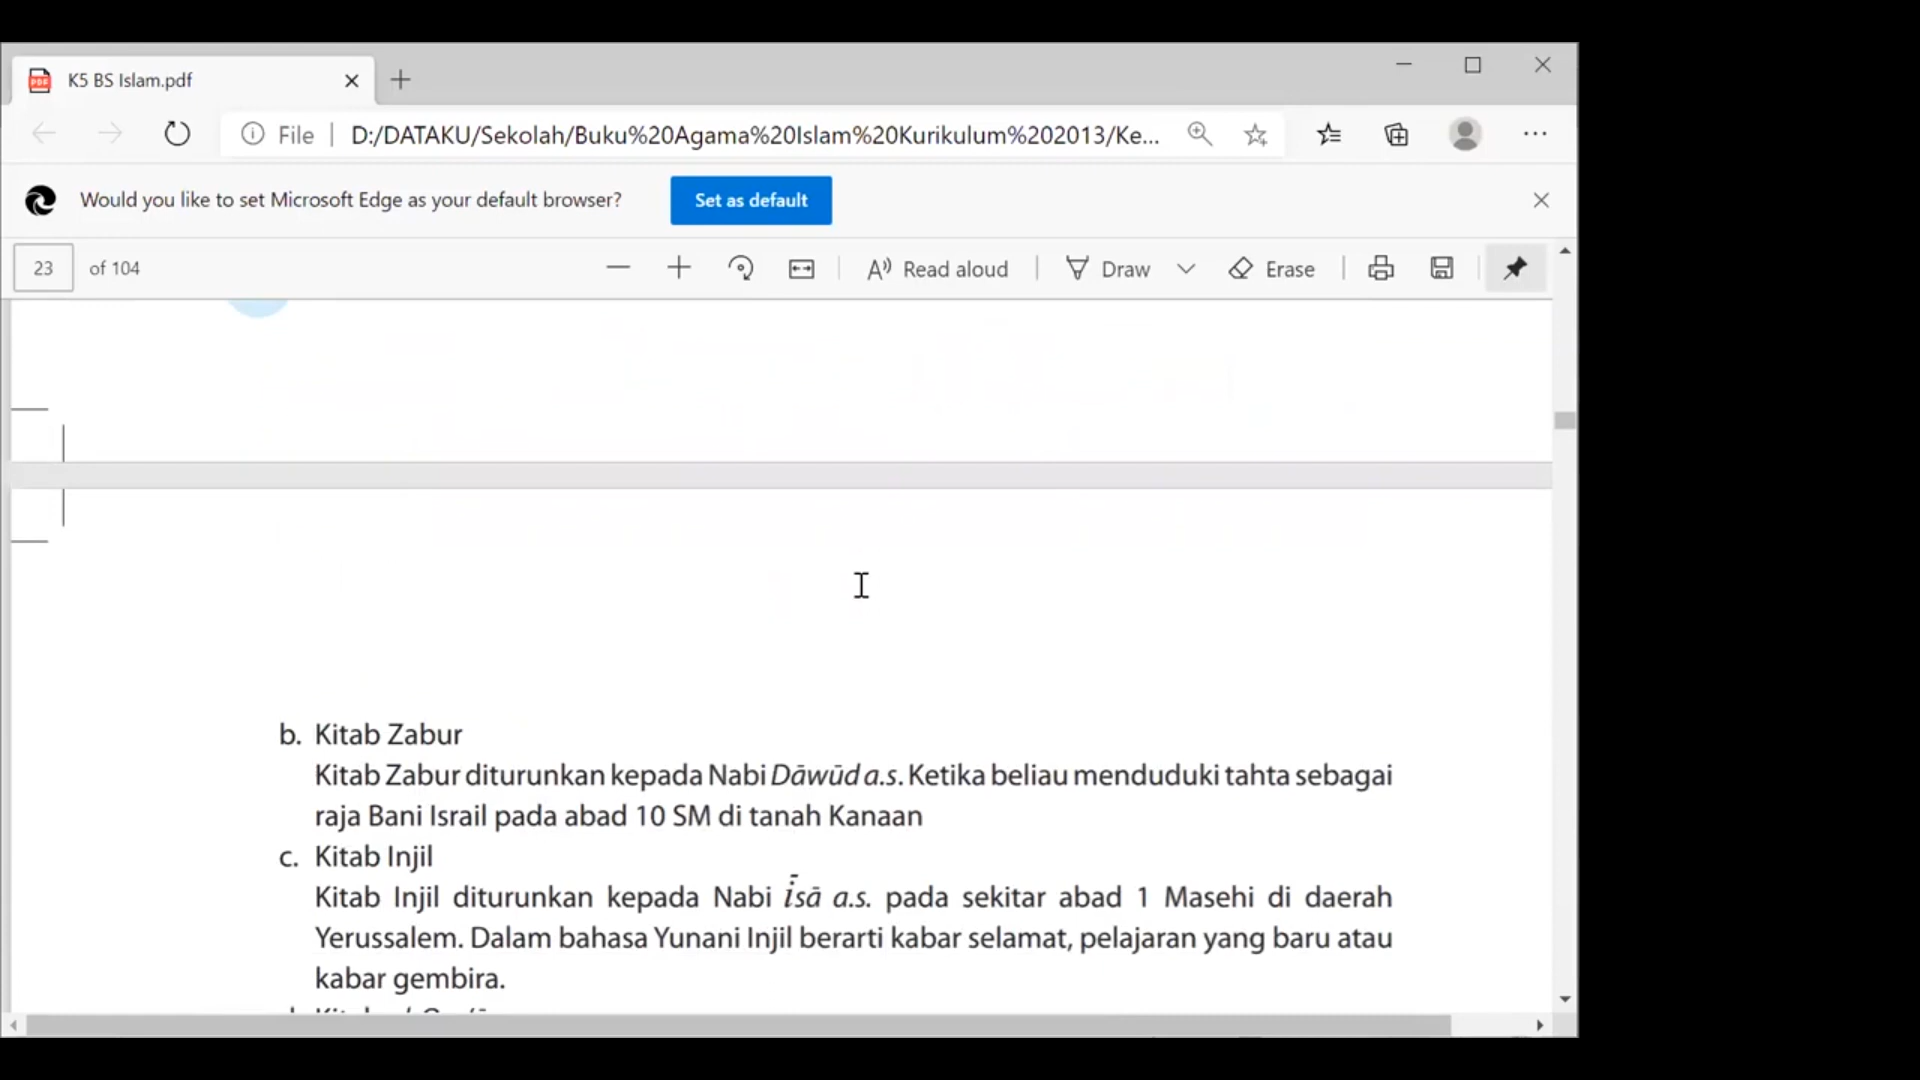 K5 BS Islam.pdf
File
D:/DATAKU/Sekolah/Buku%20Agama%20Islam%20Kurikulum%202013/Ke...
Would you like to set Microsoft Edge as your default browser?
Set as default
23 of 104
Read aloud
Draw
Erase
b. Kitab Zabur
Kitab Zabur diturunkan kepada Nabi Dāwūd a.s. Ketika beliau menduduki tahta sebagai
raja Bani Israil pada abad 10 SM di tanah Kanaan
c. Kitab Injil
Kitab Injil diturunkan kepada Nabi īsā a.s. pada sekitar abad 1 Masehi di daerah
Yerussalem. Dalam bahasa Yunani Injil berarti kabar selamat, pelajaran yang baru atau
kabar gembira.